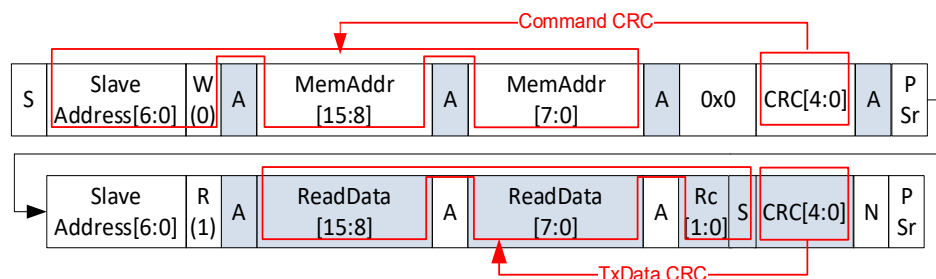 Command CRC
S Slave Address[6:0] W (0) A MemAddr [15:8] A MemAddr [7:0] A 0x0 CRC[4:0] A P Sr
Slave Address[6:0] R (1) A ReadData [15:8] A ReadData [7:0] A Rc [1:0] S CRC[4:0] N P Sr
TxData CRC